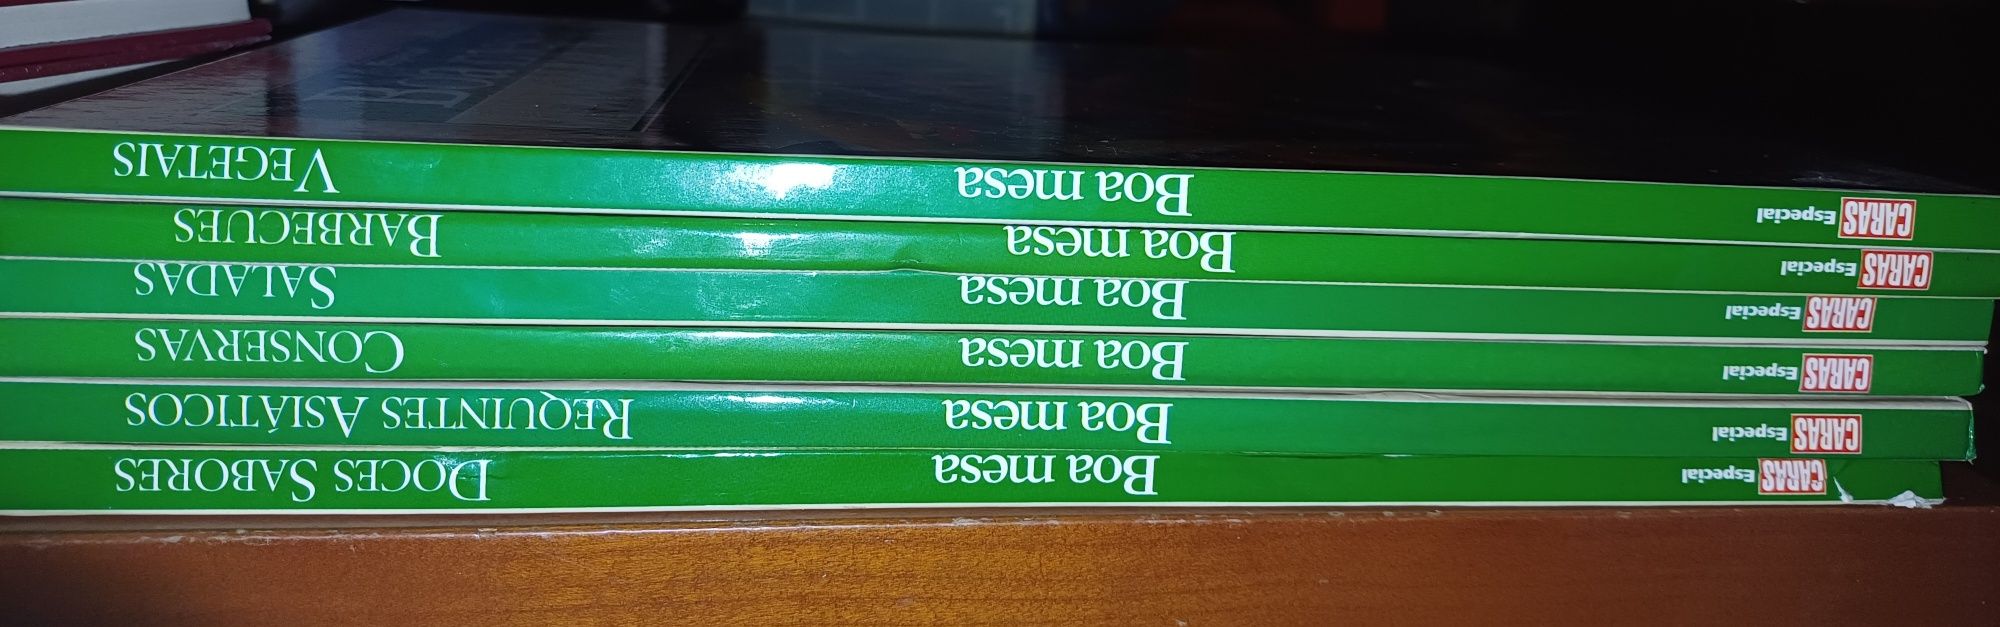 CARAS Especial Boa mesa VEGETAIS
CARAS Especial Boa mesa BARBECUES
CARAS Especial Boa mesa SALADAS
CARAS Especial Boa mesa CONSERVAS
CARAS Especial Boa mesa REQUINTES ASIÁTICOS
CARAS Especial Boa mesa DOCES SABORES